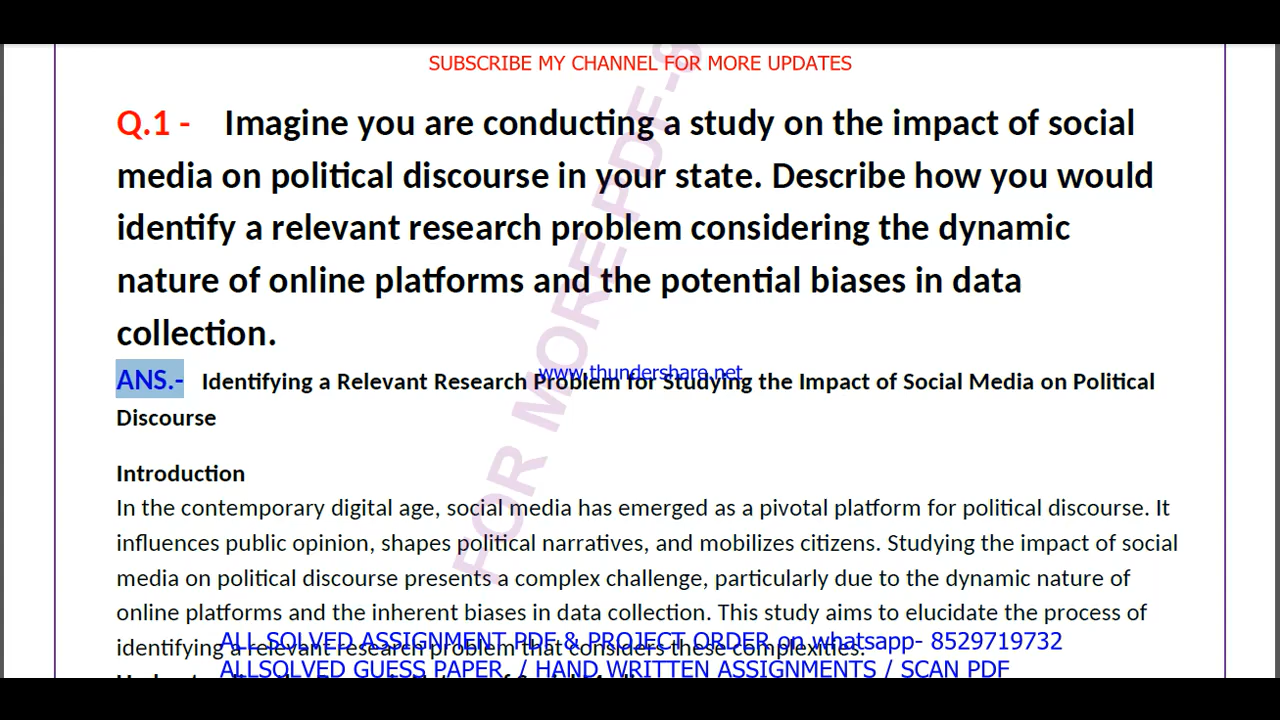 SUBSCRIBE MY CHANNEL FOR MORE UPDATES
Q.1 - Imagine you are conducting a study on the impact of social
media on political discourse in your state. Describe how you would
identify a relevant research problem considering the dynamic
nature of online platforms and the potential biases in data
collection.
www.thundershare.net
ANS.- Identifying a Relevant Research Problem for Studying the Impact of Social Media on Political
Discourse
Introduction
In the contemporary digital age, social media has emerged as a pivotal platform for political discourse. It
influences public opinion, shapes political narratives, and mobilizes citizens. Studying the impact of social
media on political discourse presents a complex challenge, particularly due to the dynamic nature of
online platforms and the inherent biases in data collection. This study aims to elucidate the process of
identifying a relevant research problem that considers these complexities.
ALL SOLVED ASSIGNMENT PDF & PROJECT ORDER on whatsapp- 8529719732
ALLSOLVED GUESS PAPER, / HAND WRITTEN ASSIGNMENTS / SCAN PDF
FOR MORE PDF-8